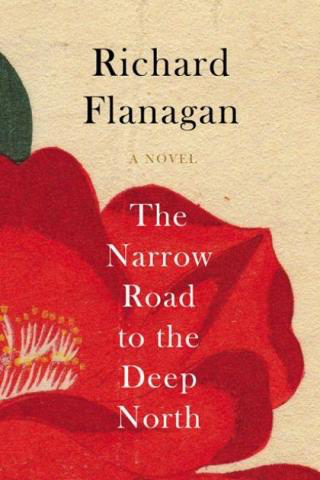 Richard
Flanagan
A NOVEL
The
Narrow
Road
to the
Deep
North